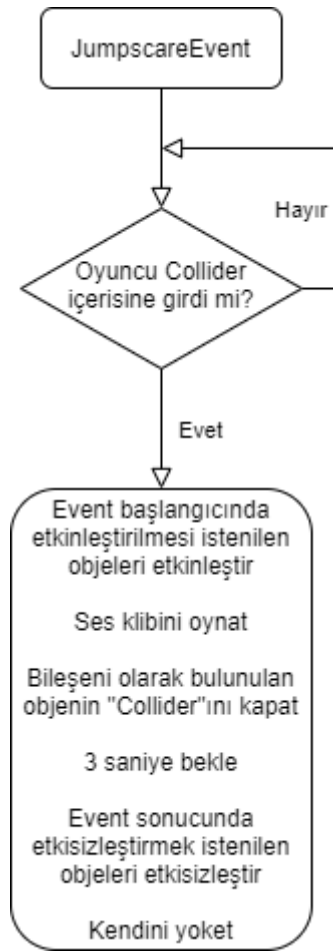 JumpscareEvent
Hayır
Oyuncu Collider
içerisine girdi mi?
Evet
Event başlangıcında
etkinleştirilmesi istenilen
objeleri etkinleştir
Ses klibini oynat
Bileşeni olarak bulunulan
objenin "Collider"ını kapat
3 saniye bekle
Event sonucunda
etkisizleştirmek istenilen
objeleri etkisizleştir
Kendini yoket